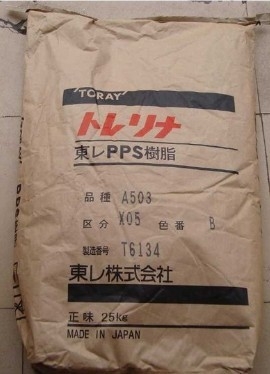 TORAY
トレリナ
東レPPS樹脂
品種 A503
区分 X05 色番 B
製造番号 T6134
東レ株式会社
正味 25kg
MADE IN JAPAN